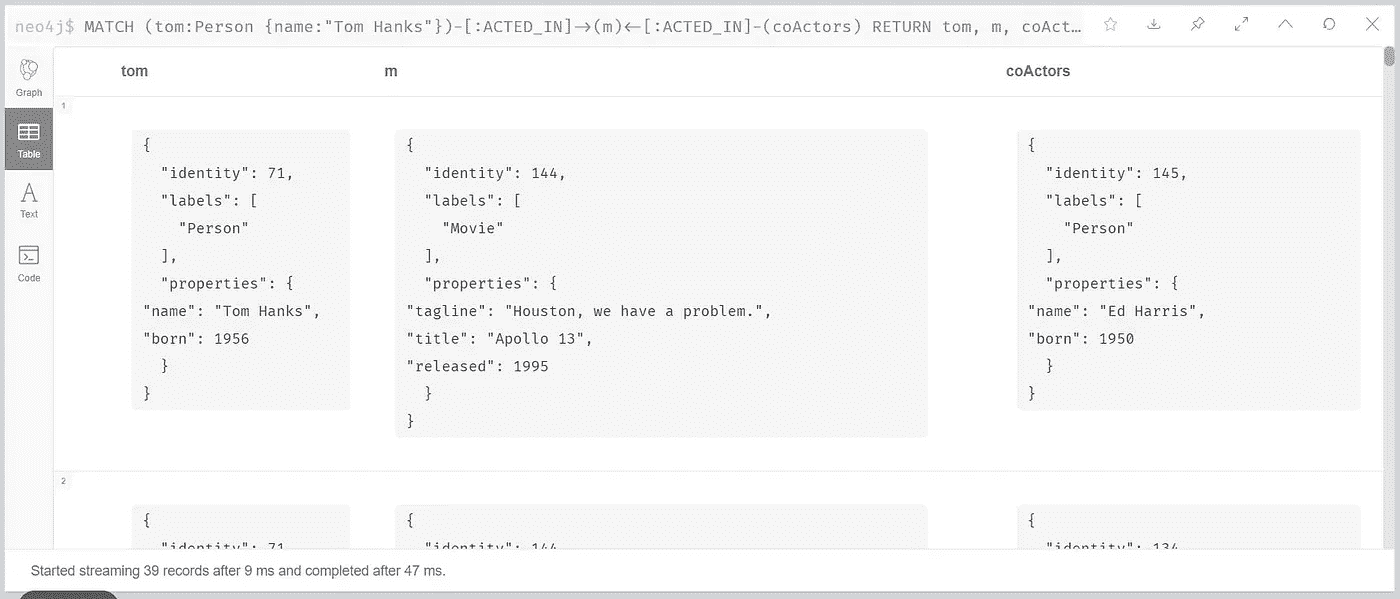 neo4j$ MATCH (tom:Person {name:"Tom Hanks"})-[:ACTED_IN]→(m)←[:ACTED_IN]-(coActors) RETURN tom, m, coAct…
Graph
Table
Text
Code
tom m coActors
1
{ { {
"identity": 71, "identity": 144, "identity": 145,
"labels": [ "labels": [ "labels": [
"Person" "Movie" "Person"
], ], ],
"properties": { "properties": { "properties": {
"name": "Tom Hanks", "tagline": "Houston, we have a problem.", "name": "Ed Harris",
"born": 1956 "title": "Apollo 13", "born": 1950
} "released": 1995 }
} } }
}
2
{ { {
"identity": 71 "identity": 144 "identity": 134
Started streaming 39 records after 9 ms and completed after 47 ms.